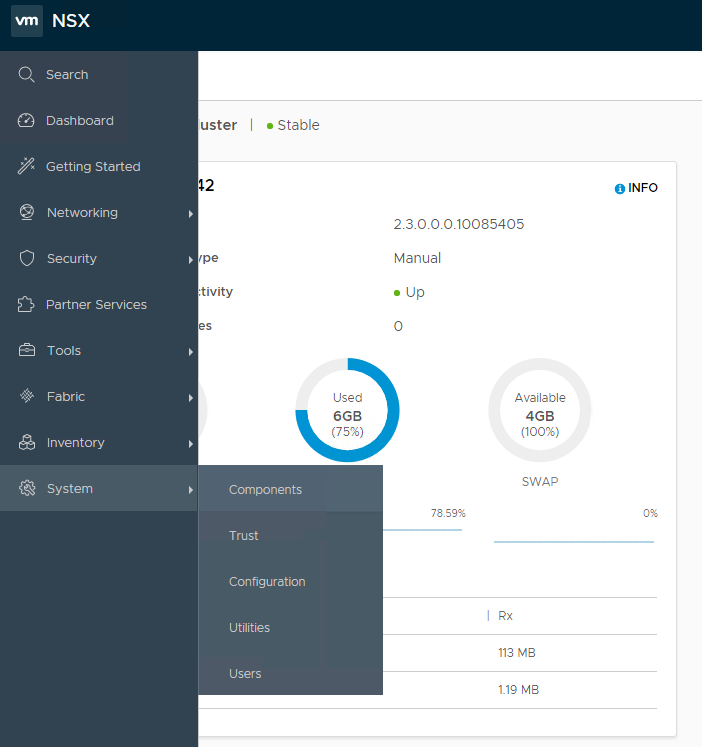 vm NSX
Search
Dashboard
Getting Started
Networking
Security
Partner Services
Tools
Fabric
Inventory
System
Components
Trust
Configuration
Utilities
Users
luster | Stable
42
INFO
2.3.0.0.0.10085405
ype Manual
ctivity Up
es 0
Used
6GB
(75%)
Available
4GB
(100%)
SWAP
78.59% 0%
Rx
113 MB
1.19 MB